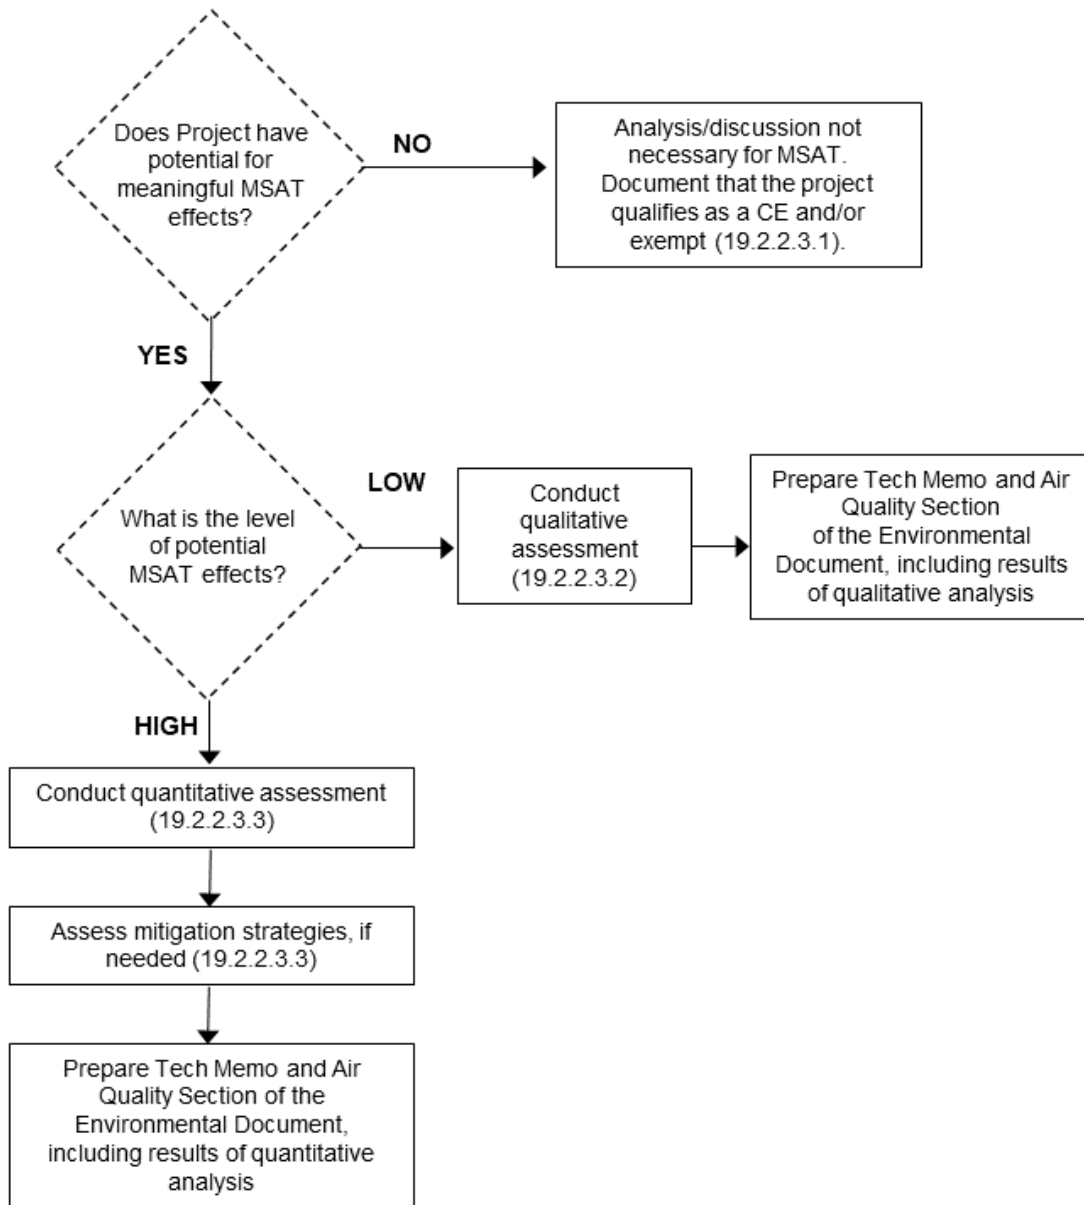 Does Project have
potential for
meaningful MSAT
effects?
NO
Analysis/discussion not
necessary for MSAT.
Document that the project
qualifies as a CE and/or
exempt (19.2.2.3.1).
YES
What is the level
of potential
MSAT effects?
LOW
Conduct
qualitative
assessment
(19.2.2.3.2)
Prepare Tech Memo and Air
Quality Section
of the Environmental
Document, including results
of qualitative analysis
HIGH
Conduct quantitative assessment
(19.2.2.3.3)
Assess mitigation strategies, if
needed (19.2.2.3.3)
Prepare Tech Memo and Air
Quality Section of the
Environmental Document,
including results of quantitative
analysis